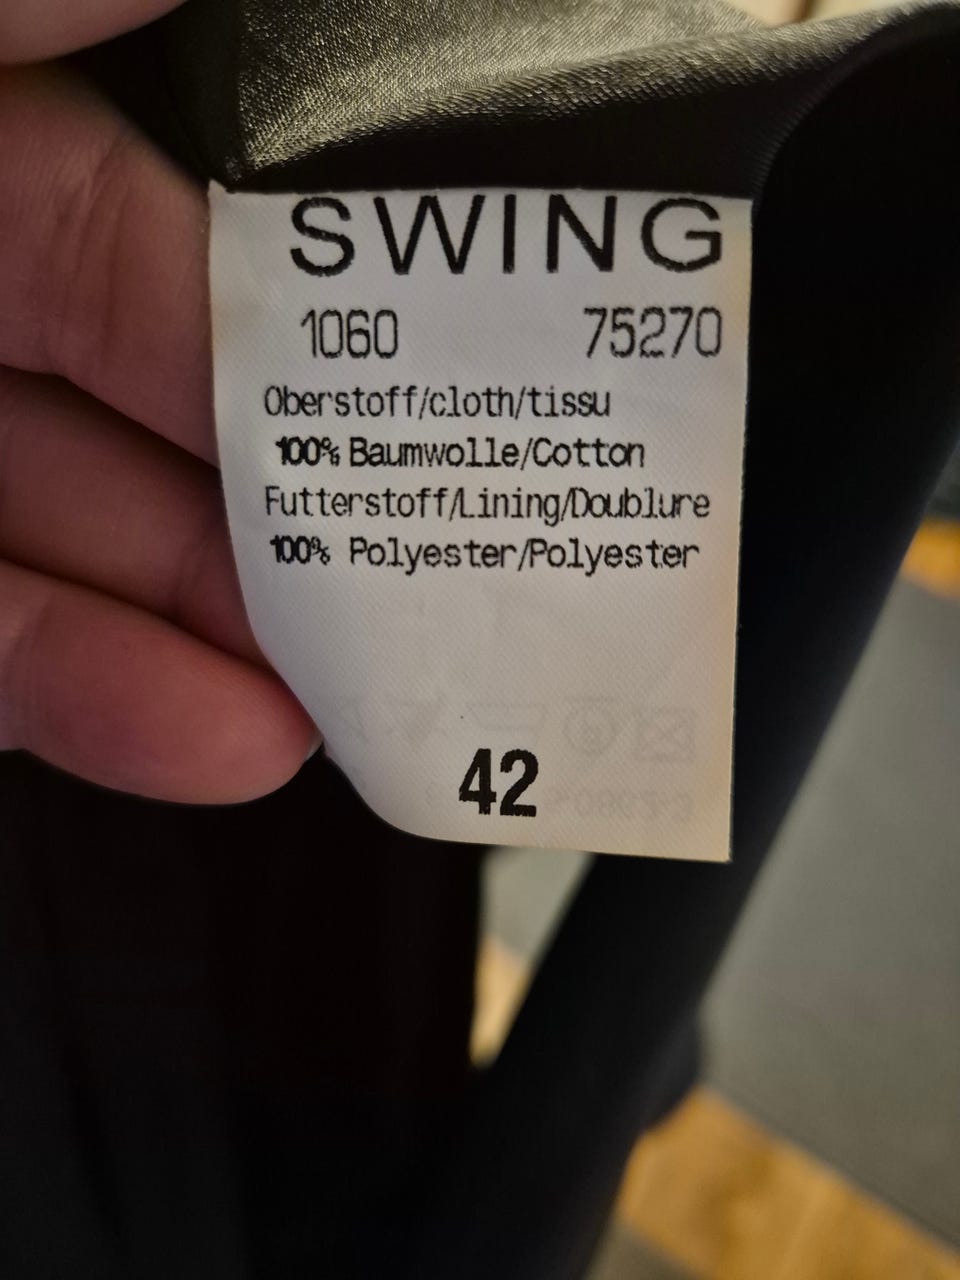 SWING
1060 75270
Oberstoff/cloth/tissu
100% Baumwolle/Cotton
Futterstoff/Lining/Doublure
100% Polyester/Polyester
42